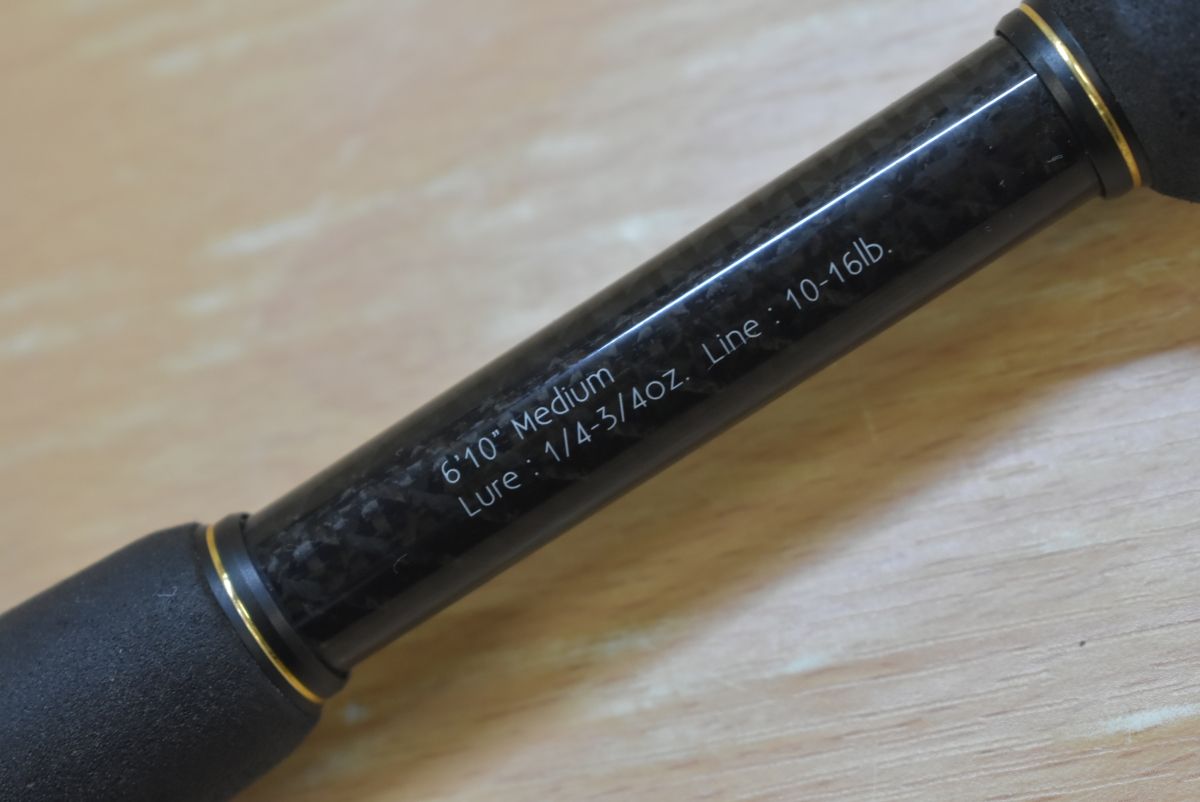 6'10" Medium
Lure : 1/4-3/4oz. Line : 10-16lb.